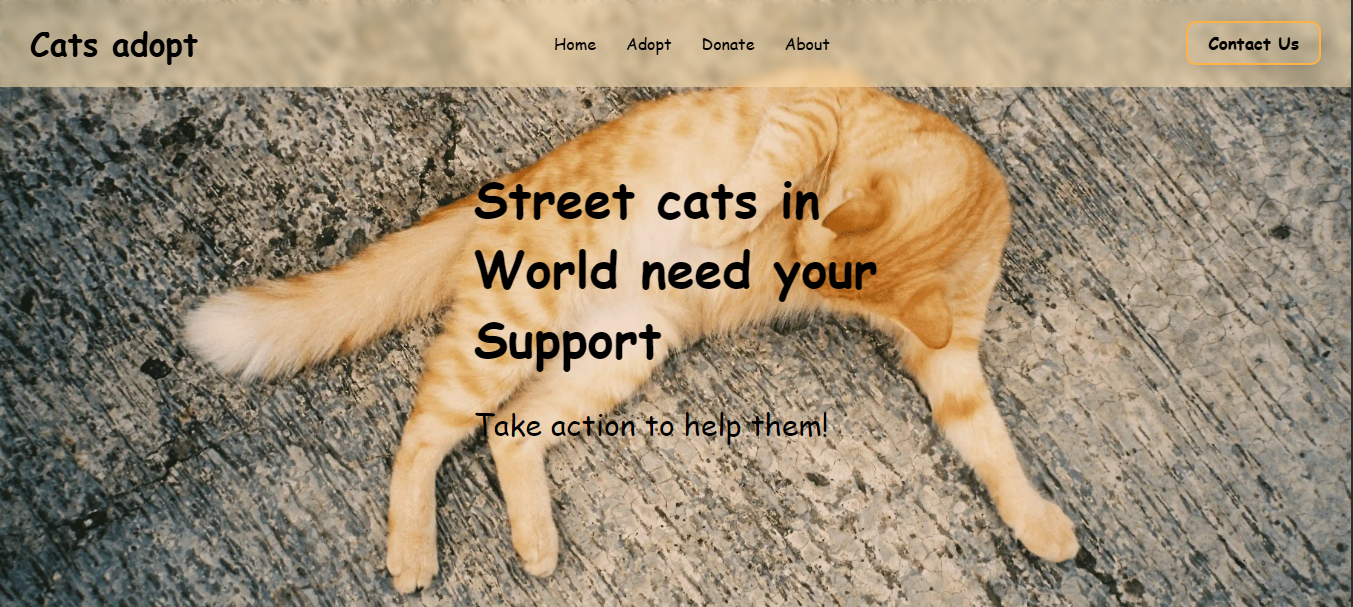 Cats adopt
Home Adopt Donate About
Contact Us
Street cats in
World need your
Support
Take action to help them!